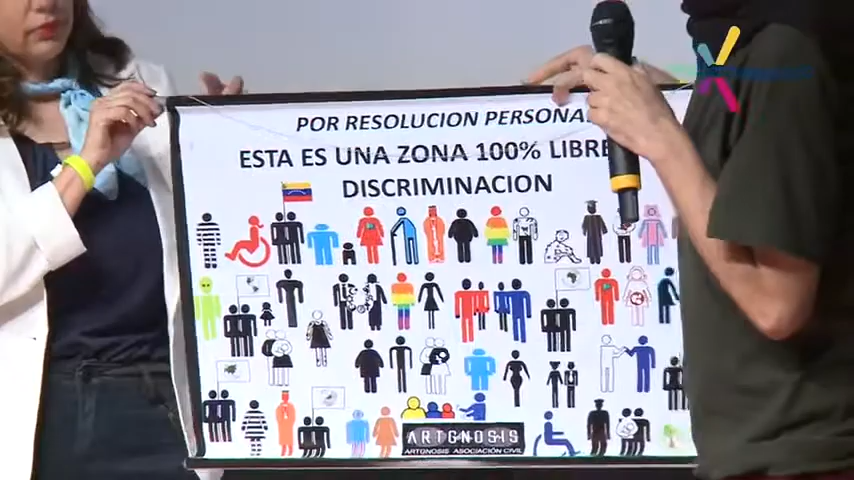 POR RESOLUCION PERSONAL
ESTA ES UNA ZONA 100% LIBRE
DISCRIMINACION
ARTGNOSIS
ARTGNOSIS ASOCIACIÓN CIVIL